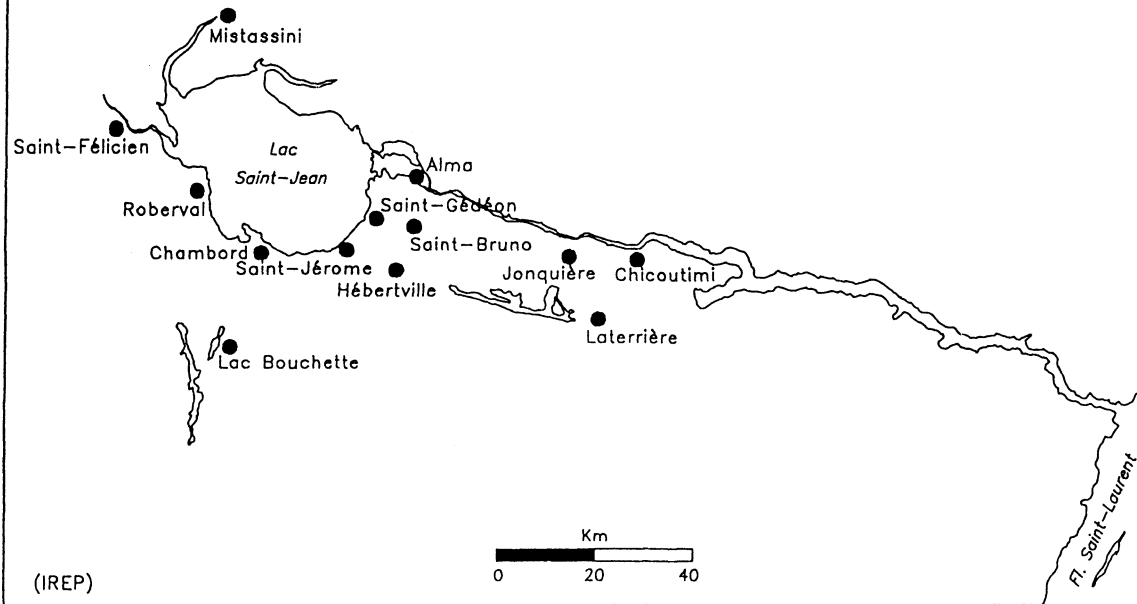 Mistassini
Saint-Félicien
Lac
Saint-Jean
Alma
Roberval
Saint-Gédéon
Saint-Bruno
Chambord
Saint-Jérome
Jonquière
Chicoutimi
Hébertville
Laterrière
Lac Bouchette
Fl. Saint-Laurent
Km
0 20 40
(IREP)